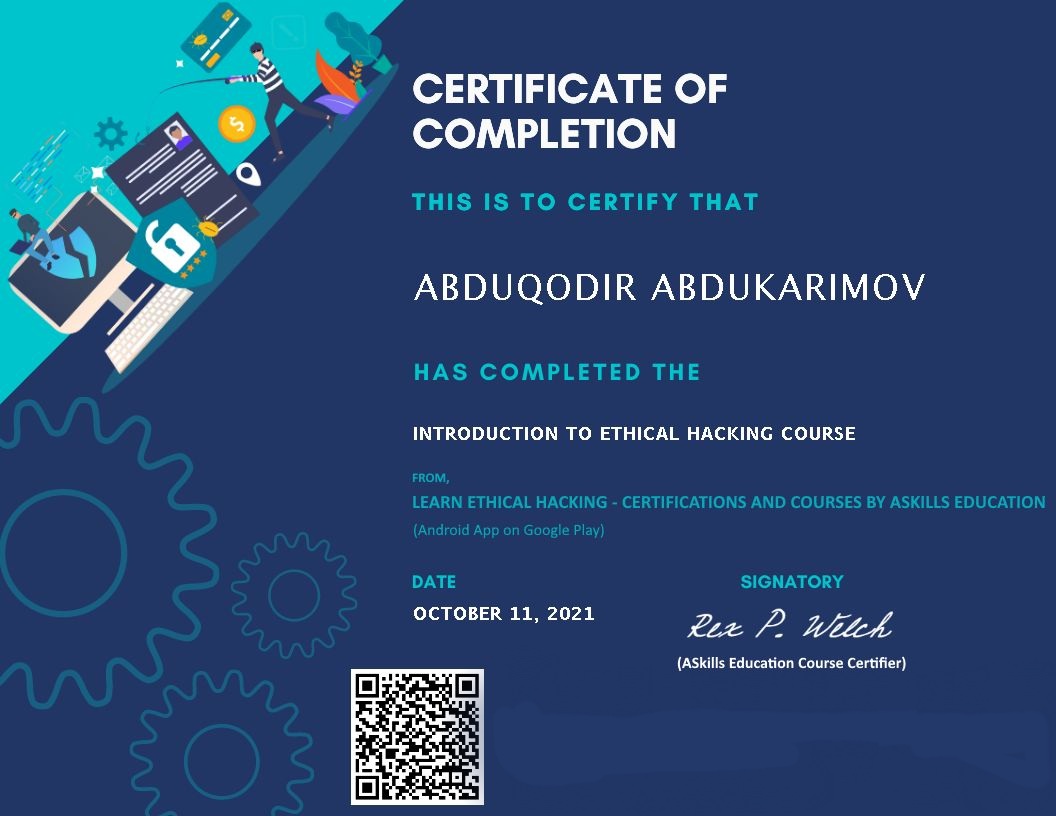 CERTIFICATE OF
COMPLETION
THIS IS TO CERTIFY THAT
ABDUQODIR ABDUKARIMOV
HAS COMPLETED THE
INTRODUCTION TO ETHICAL HACKING COURSE
FROM,
LEARN ETHICAL HACKING - CERTIFICATIONS AND COURSES BY ASKILLS EDUCATION
(Android App on Google Play)
DATE
SIGNATORY
OCTOBER 11, 2021
Rex P. Welch
(ASkills Education Course Certifier)